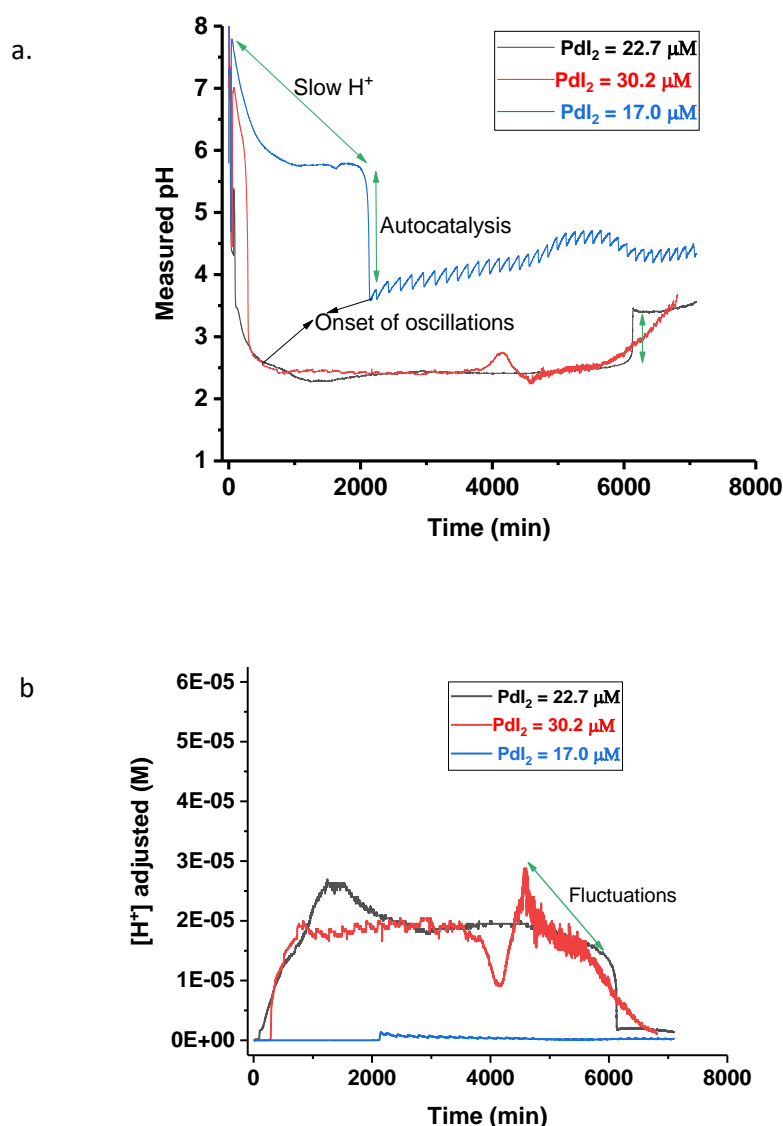 a.
8
7
6
5
4
3
2
1
Measured pH
Slow H⁺
PdI₂ = 22.7 μM
PdI₂ = 30.2 μM
PdI₂ = 17.0 μM
Autocatalysis
Onset of oscillations
0 2000 4000 6000 8000
Time (min)
b
6E-05
5E-05
4E-05
3E-05
2E-05
1E-05
0E+00
[H⁺] adjusted (M)
PdI₂ = 22.7 μM
PdI₂ = 30.2 μM
PdI₂ = 17.0 μM
Fluctuations
0 2000 4000 6000 8000
Time (min)